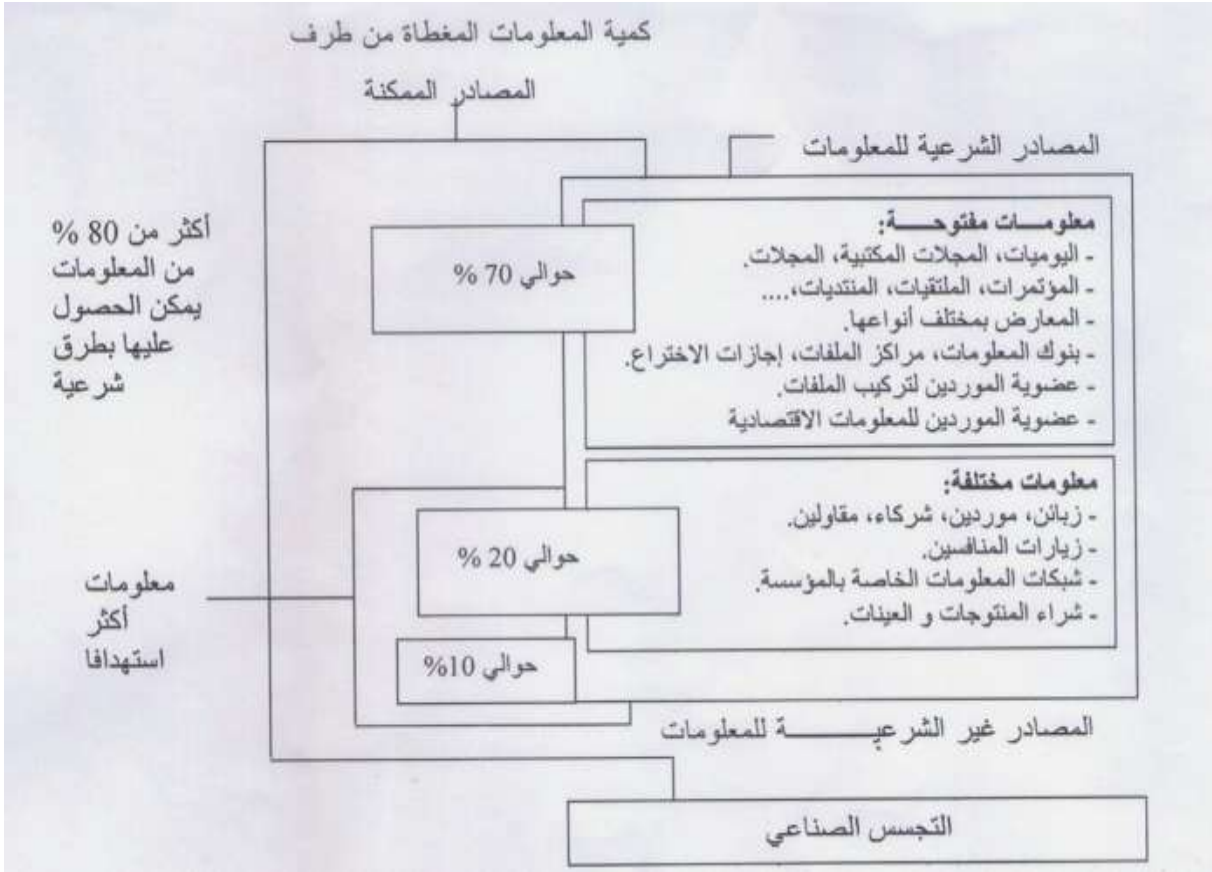 كمية المعلومات المغطاة من طرف
المصادر الممكنة
المصادر الشرعية للمعلومات
معلومـــات مفتوحـــــة:
- اليوميات، المجلات المكتبية، المجلات.
- المؤتمرات، الملتقيات، المنتديات،....
- المعارض بمختلف أنواعها.
- بنوك المعلومات، مراكز الملفات، إجازات الاختراع.
- عضوية الموردين لتركيب الملفات.
- عضوية الموردين للمعلومات الاقتصادية
حوالي 70 %
أكثر من 80 %
من المعلومات
يمكن الحصول
عليها بطرق
شرعية
معلومات مختلفة:
- زبائن، موردين، شركاء، مقاولين.
- زيارات المنافسين.
- شبكات المعلومات الخاصة بالمؤسسة.
- شراء المنتوجات و العينات.
حوالي 20 %
حوالي 10%
معلومات
أكثر
استهدافا
المصادر غير الشرعيـــــــة للمعلومات
التجسس الصناعي